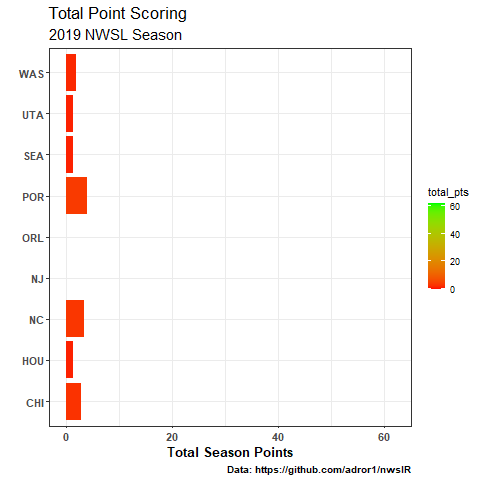 Total Point Scoring
2019 NWSL Season
WAS
UTA
SEA
POR
ORL
NJ
NC
HOU
CHI
0 20 40 60
Total Season Points
total_pts
60
40
20
0
Data: https://github.com/adror1/nwslR